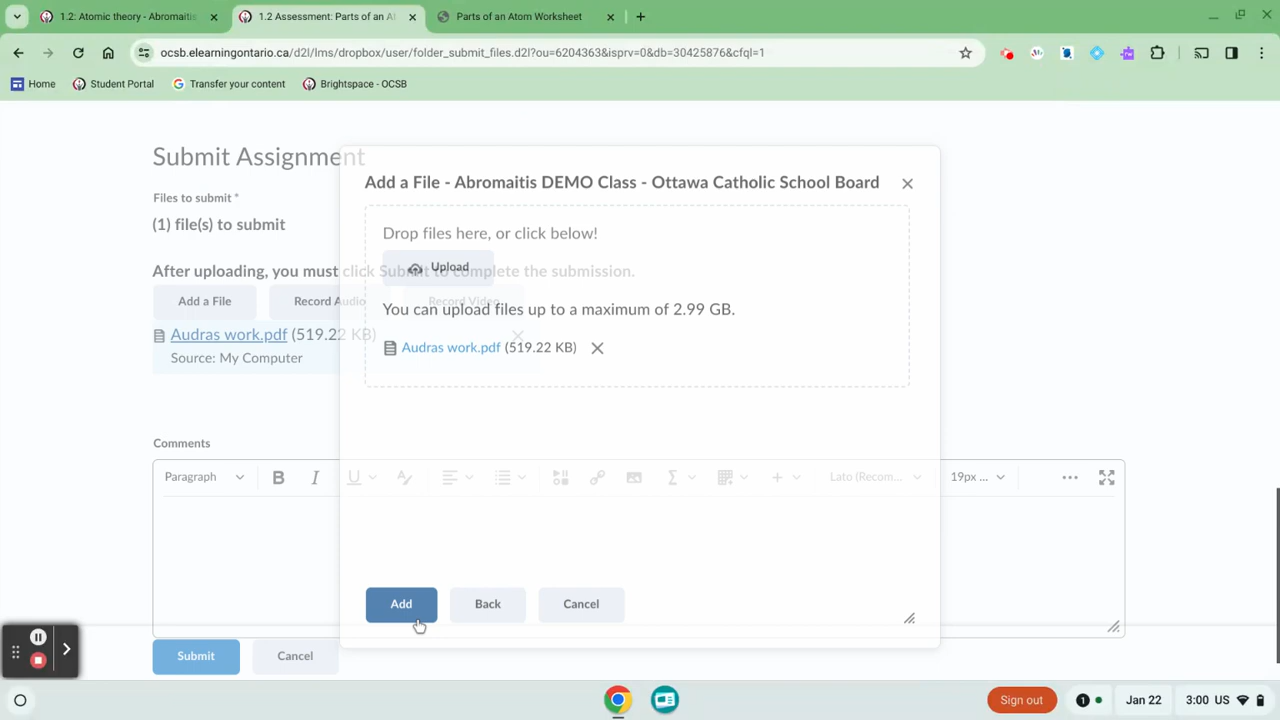 1.2: Atomic theory - Abromaitis
1.2 Assessment: Parts of an A
Parts of an Atom Worksheet
ocsb.elearningontario.ca/d2l/lms/dropbox/user/folder_submit_files.d2l?ou=6204363&isprv=0&db=30425876&cfql=1
Home
Student Portal
Transfer your content
Brightspace - OCSB
Submit Assignment
Files to submit *
(1) file(s) to submit
After uploading, you must click Submit to complete the submission.
Add a File
Record Audio
Record Video
Audras work.pdf (519.22 KB)
Source: My Computer
Add a File - Abromaitis DEMO Class - Ottawa Catholic School Board
Drop files here, or click below!
Upload
You can upload files up to a maximum of 2.99 GB.
Audras work.pdf (519.22 KB)
Comments
Paragraph
B
I
U
Lato (Recom...
19px ...
Add
Back
Cancel
Submit
Cancel
Sign out
1
Jan 22
3:00 US